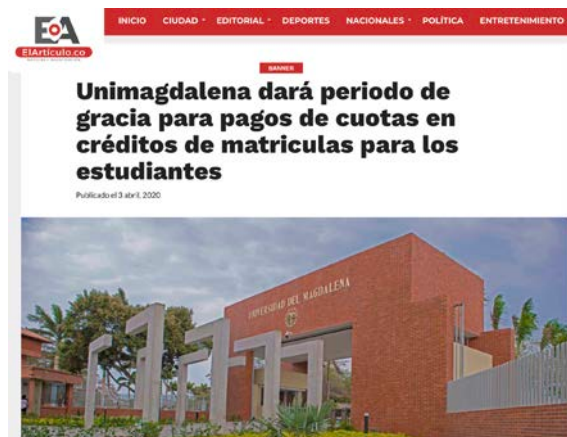 EA
ElArtículo.co
INICIO CIUDAD EDITORIAL DEPORTES NACIONALES POLÍTICA ENTRETENIMIENTO
BANNER
Unimagdalena dará periodo de
gracia para pagos de cuotas en
créditos de matriculas para los
estudiantes
Publicado el 3 abril, 2020
UNIVERSIDAD DEL MAGDALENA